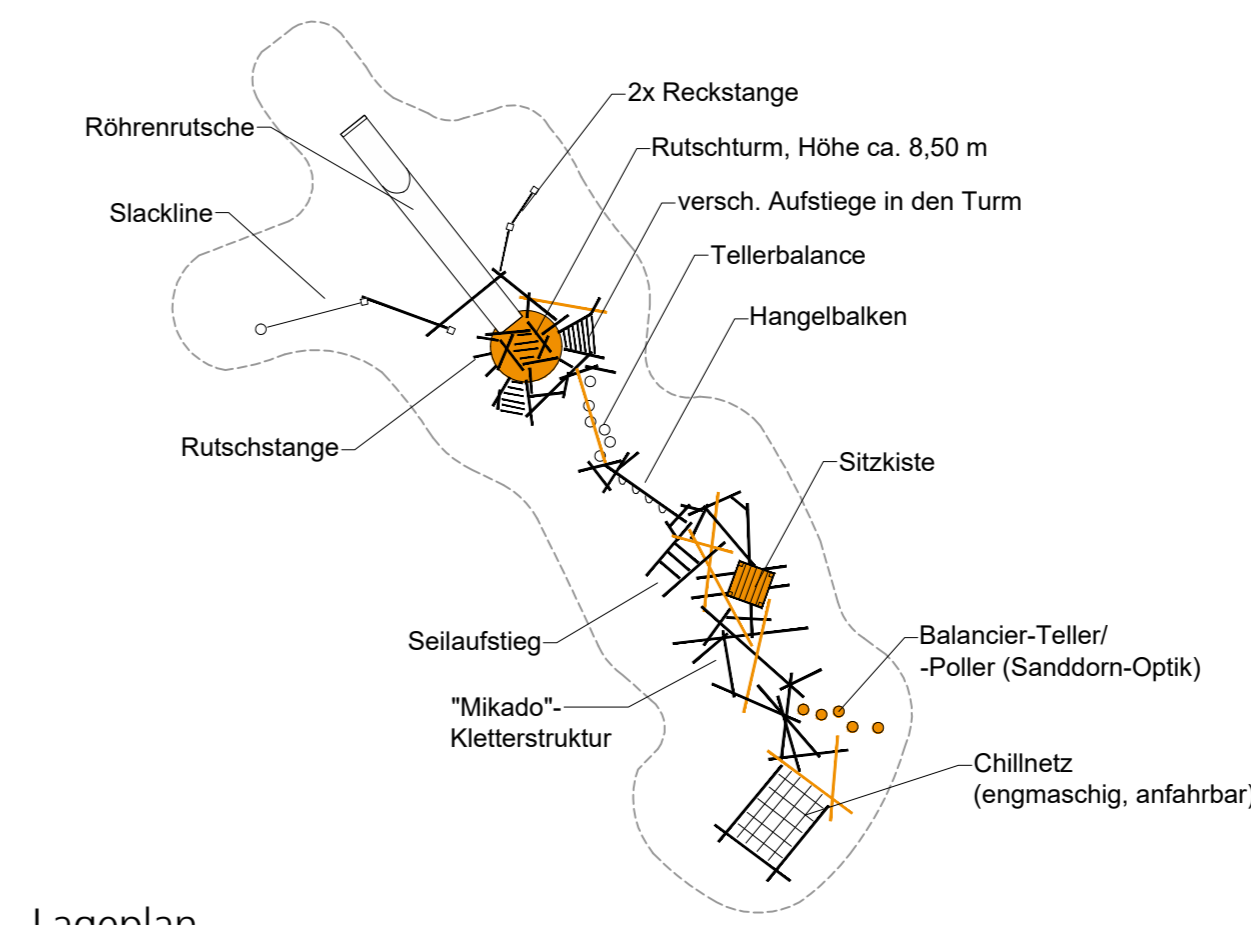 2x Reckstange
Röhrenrutsche
Rutschturm, Höhe ca. 8,50 m
versch. Aufstiege in den Turm
Slackline
Tellerbalance
Hangelbalken
Rutschstange
Sitzkiste
Seilaufstieg
Balancier-Teller/
-Poller (Sanddorn-Optik)
"Mikado"-
Kletterstruktur
Chillnetz
(engmaschig, anfahrbar)
Lageplan